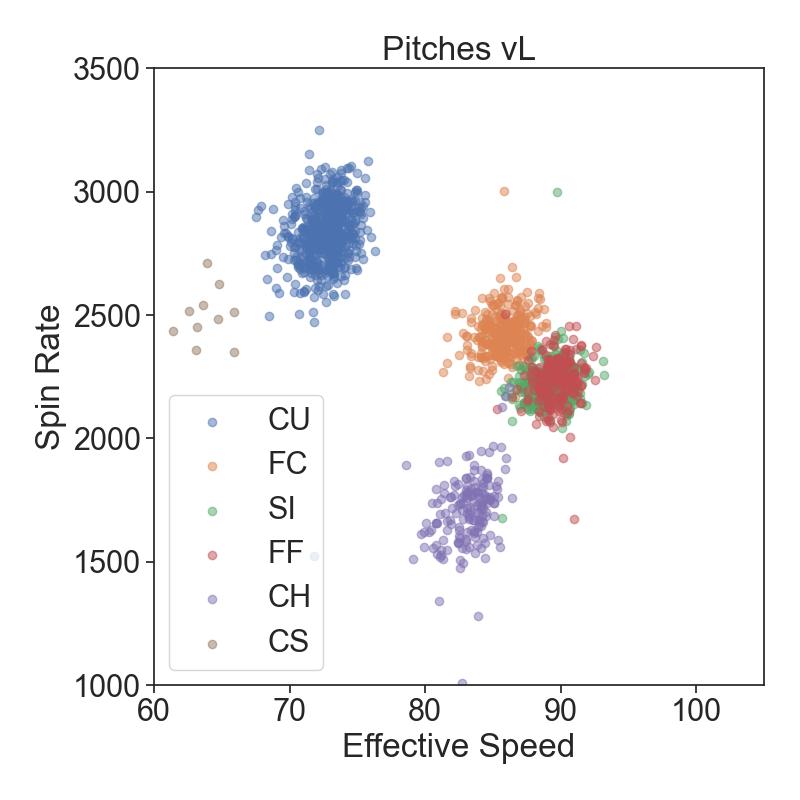 Pitches vL
3500
3000
2500
2000
1500
1000
Spin Rate
CU
FC
SI
FF
CH
CS
60 70 80 90 100
Effective Speed